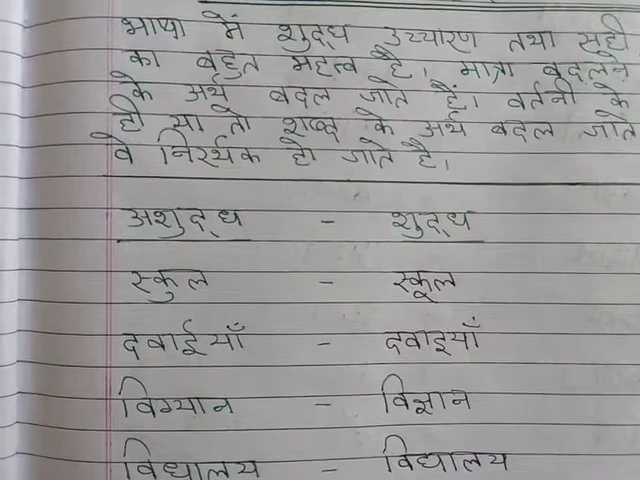 भाषा में शुद्ध उच्चारण तथा सही
का बहुत महत्व है। मात्रा बदलने
के अर्थ बदल जाते हैं। वर्तनी के
ही या तो शब्द के अर्थ बदल जाते
वे निरर्थक हो जाते है।
अशुद्ध - शुद्ध
स्कुल - स्कूल
दवाईयाँ - दवाइयाँ
विग्यान - विज्ञान
विधालय - विद्यालय